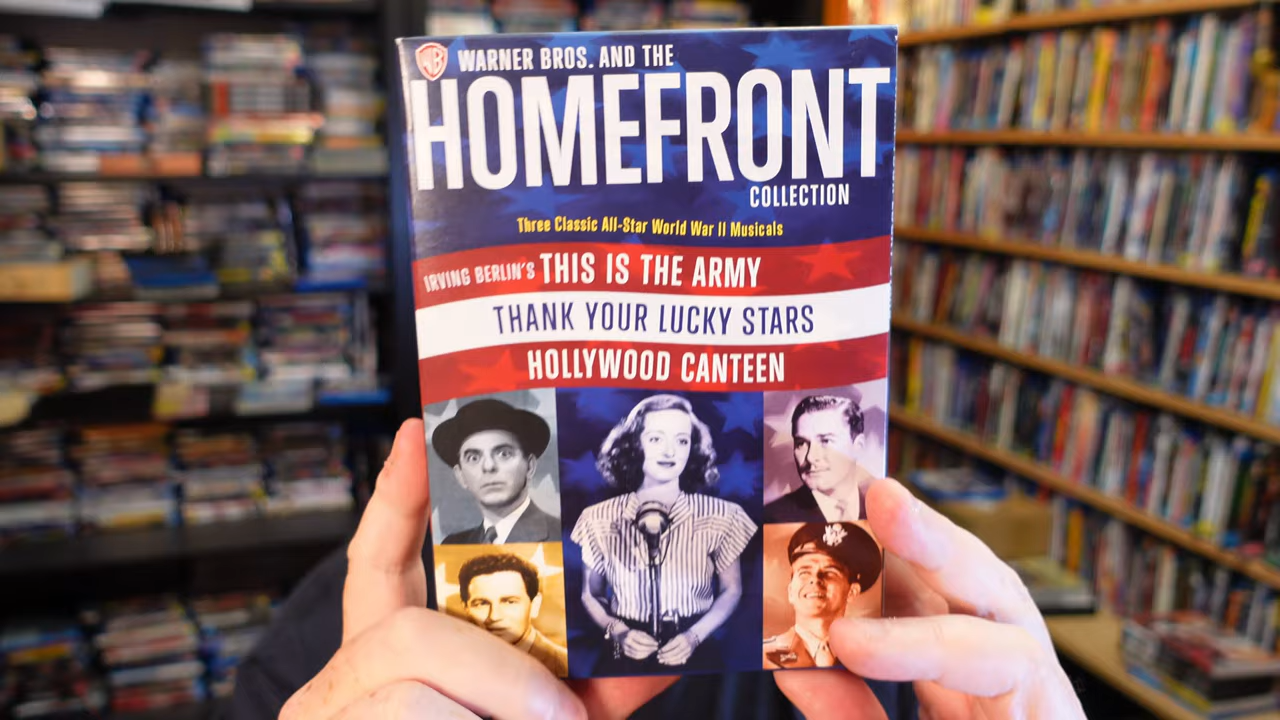 WB WARNER BROS. AND THE
HOMEFRONT
COLLECTION
Three Classic All-Star World War II Musicals
IRVING BERLIN'S THIS IS THE ARMY
THANK YOUR LUCKY STARS
HOLLYWOOD CANTEEN